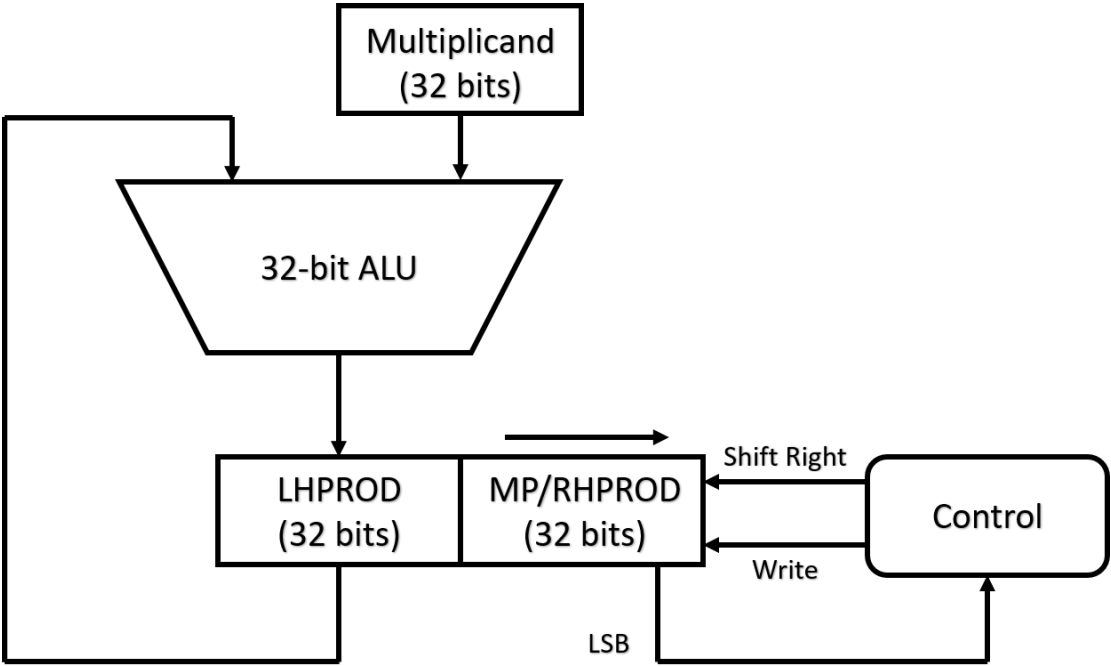 Multiplicand
(32 bits)
32-bit ALU
LHPROD
(32 bits)
MP/RHPROD
(32 bits)
Shift Right
Write
Control
LSB